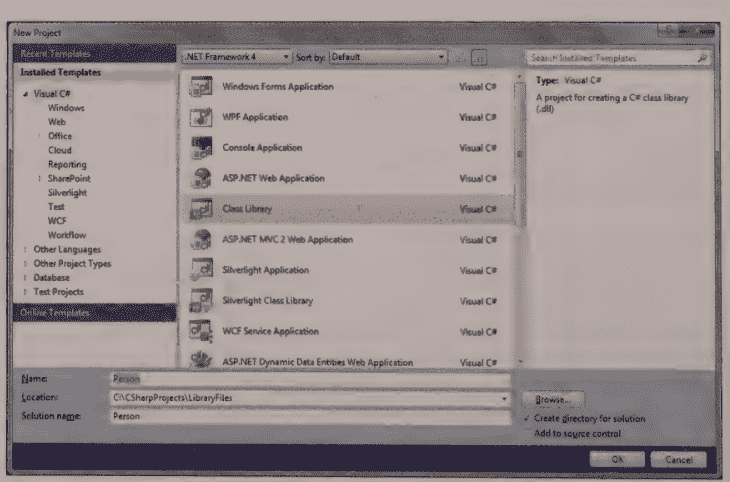 New Project
Recent Templates
.NET Framework 4 Sort by: Default
Search Installed Templates
Installed Templates
Visual C#
Windows
Web
Office
Cloud
Reporting
SharePoint
Silverlight
Test
WCF
Workflow
Other Languages
Other Project Types
Database
Test Projects
Online Templates
Windows Forms Application Visual C#
WPF Application Visual C#
Console Application Visual C#
ASP.NET Web Application Visual C#
Class Library Visual C#
ASP.NET MVC 2 Web Application Visual C#
Silverlight Application Visual C#
Silverlight Class Library Visual C#
WCF Service Application Visual C#
ASP.NET Dynamic Data Entities Web Application Visual C#
Type: Visual C#
A project for creating a C# class library
(.dll)
Name: Person
Location: C:\CSharpProjects\LibraryFiles
Browse...
Solution name: Person
Create directory for solution
Add to source control
OK Cancel